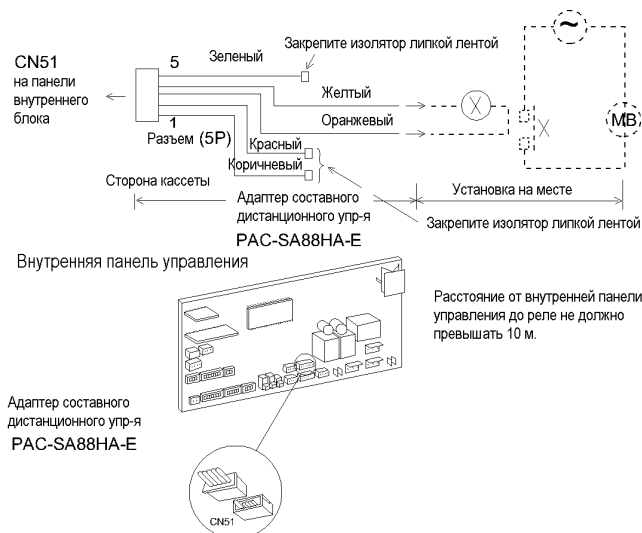 CN51
на панели
внутреннего
блока
5
Зеленый
Закрепите изолятор липкой лентой
Желтый
Оранжевый
1
Разъем (5P)
Красный
Коричневый
X
X
~
МВ
Сторона кассеты
Адаптер составного
дистанционного упр-я
PAC-SA88HA-E
Установка на месте
Закрепите изолятор липкой лентой
Внутренняя панель управления
Расстояние от внутренней панели
управления до реле не должно
превышать 10 м.
Адаптер составного
дистанционного упр-я
PAC-SA88HA-E
CN51